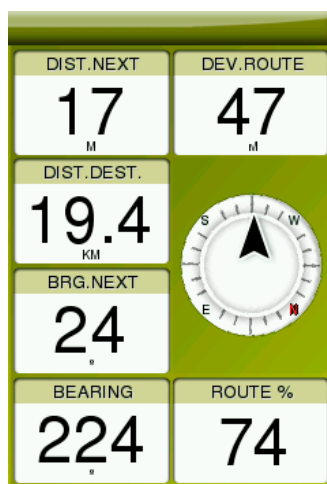 DIST.NEXT DEV.ROUTE
17 47
M M
DIST.DEST.
19.4
KM
S W
BRG.NEXT
24
°
E N
BEARING ROUTE %
224 74
°